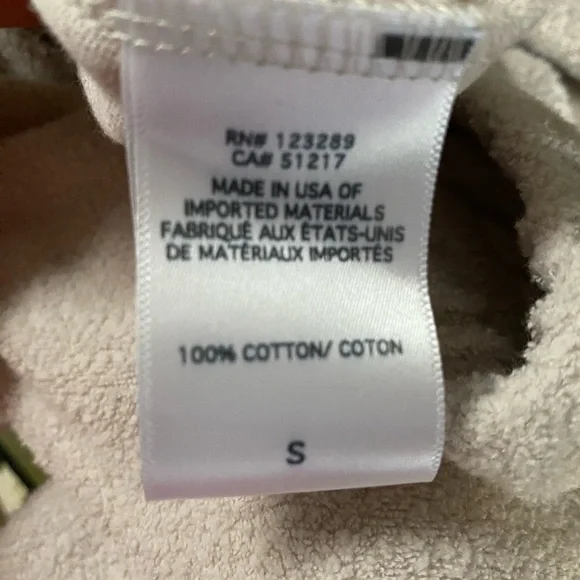 RN# 123289
CA# 51217
MADE IN USA OF
IMPORTED MATERIALS
FABRIQUÉ AUX ÉTATS-UNIS
DE MATÉRIAUX IMPORTÉS
100% COTTON/ COTON
S